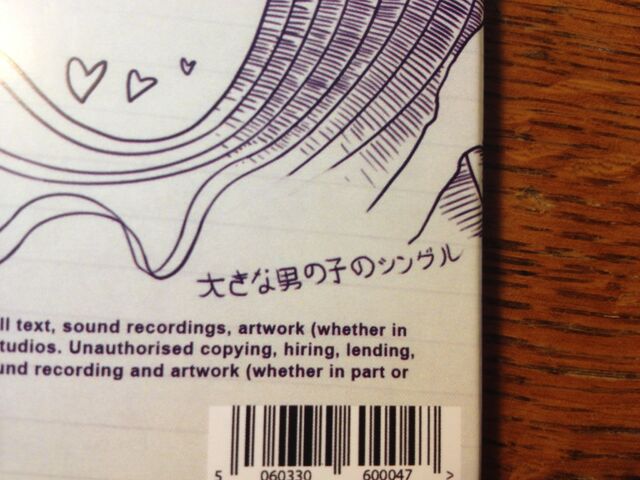 大きな男の子のシングル
ll text, sound recordings, artwork (whether in
tudios. Unauthorised copying, hiring, lending,
und recording and artwork (whether in part or
5 060330 600047 >